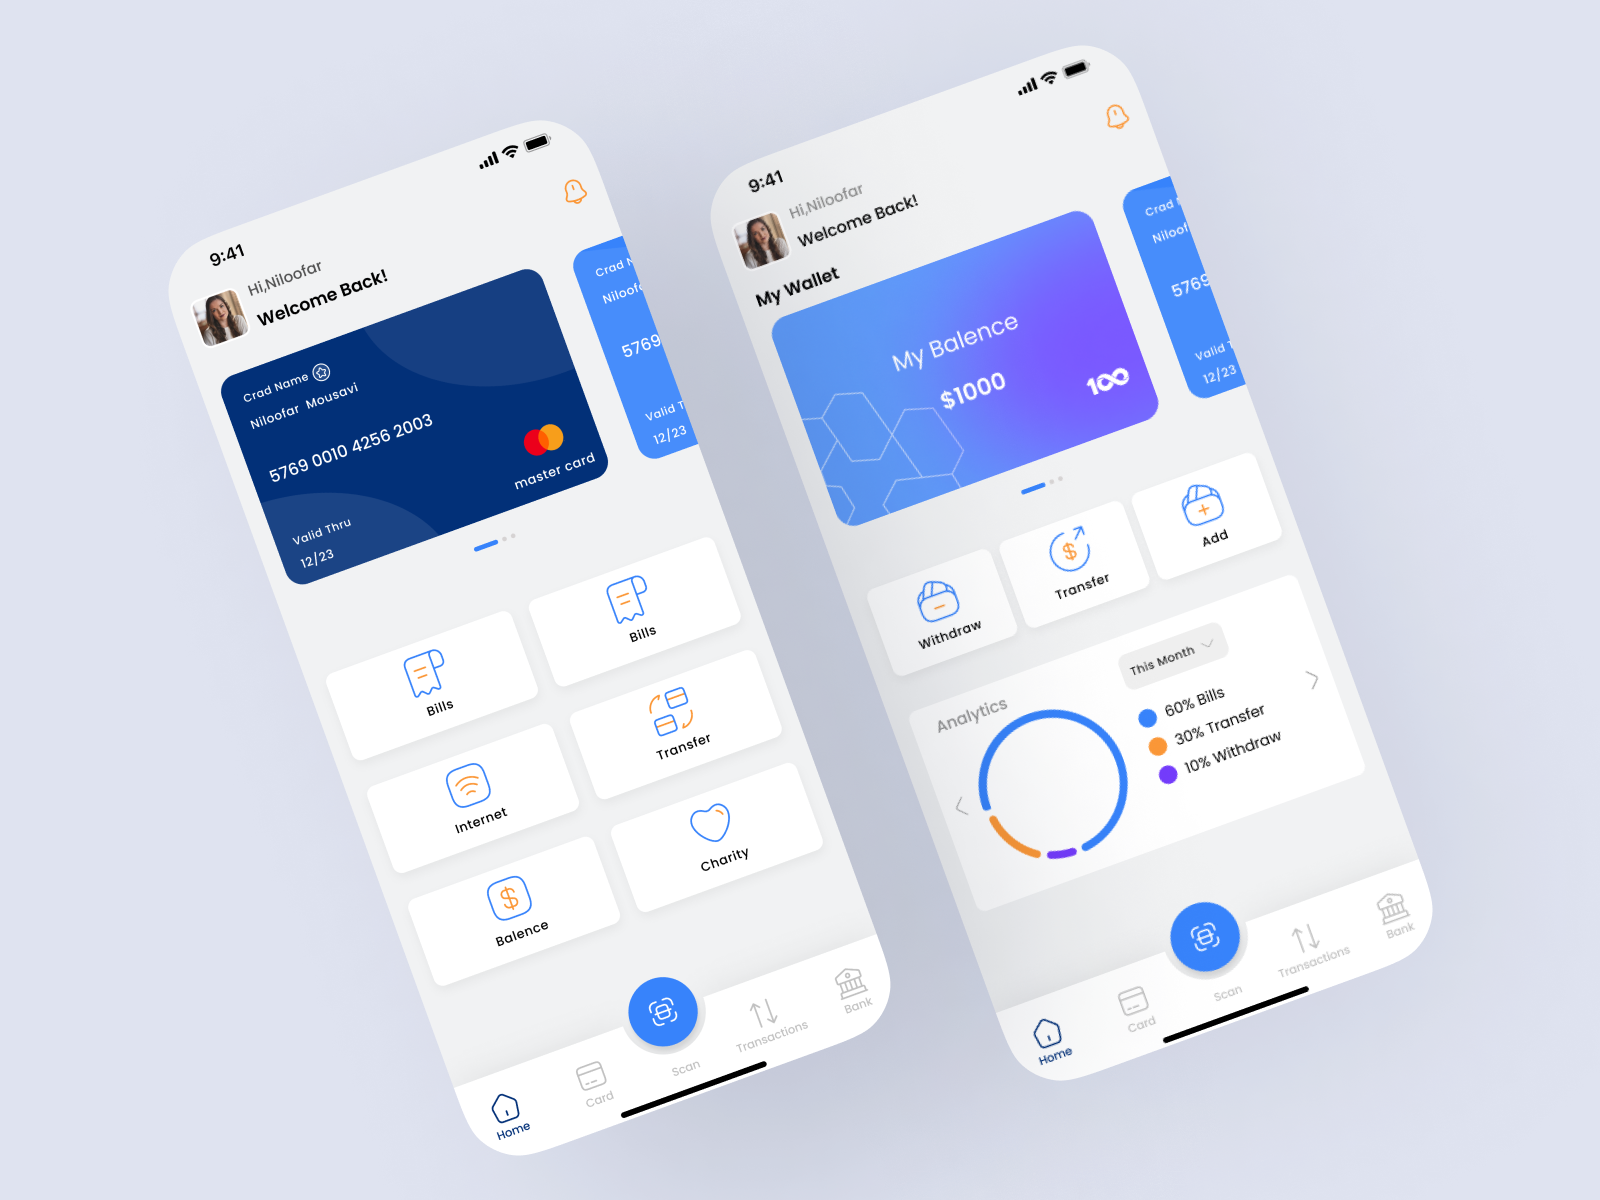 9:41
Hi,Niloofar
Welcome Back!
Crad Name
Niloofar Mousavi
5769 0010 4256 2003
master card
Valid Thru
12/23
Crad N
Niloofa
5769
Valid T
12/23
Bills
Bills
Internet
Transfer
Balence
Charity
Home
Card
Scan
Transactions
Bank
9:41
Hi,Niloofar
Welcome Back!
My Wallet
My Balence
$1000
100
Crad
Niloof
5769
Valid T
12/23
Withdraw
Transfer
Add
Analytics
This Month
60% Bills
30% Transfer
10% Withdraw
Home
Card
Scan
Transactions
Bank